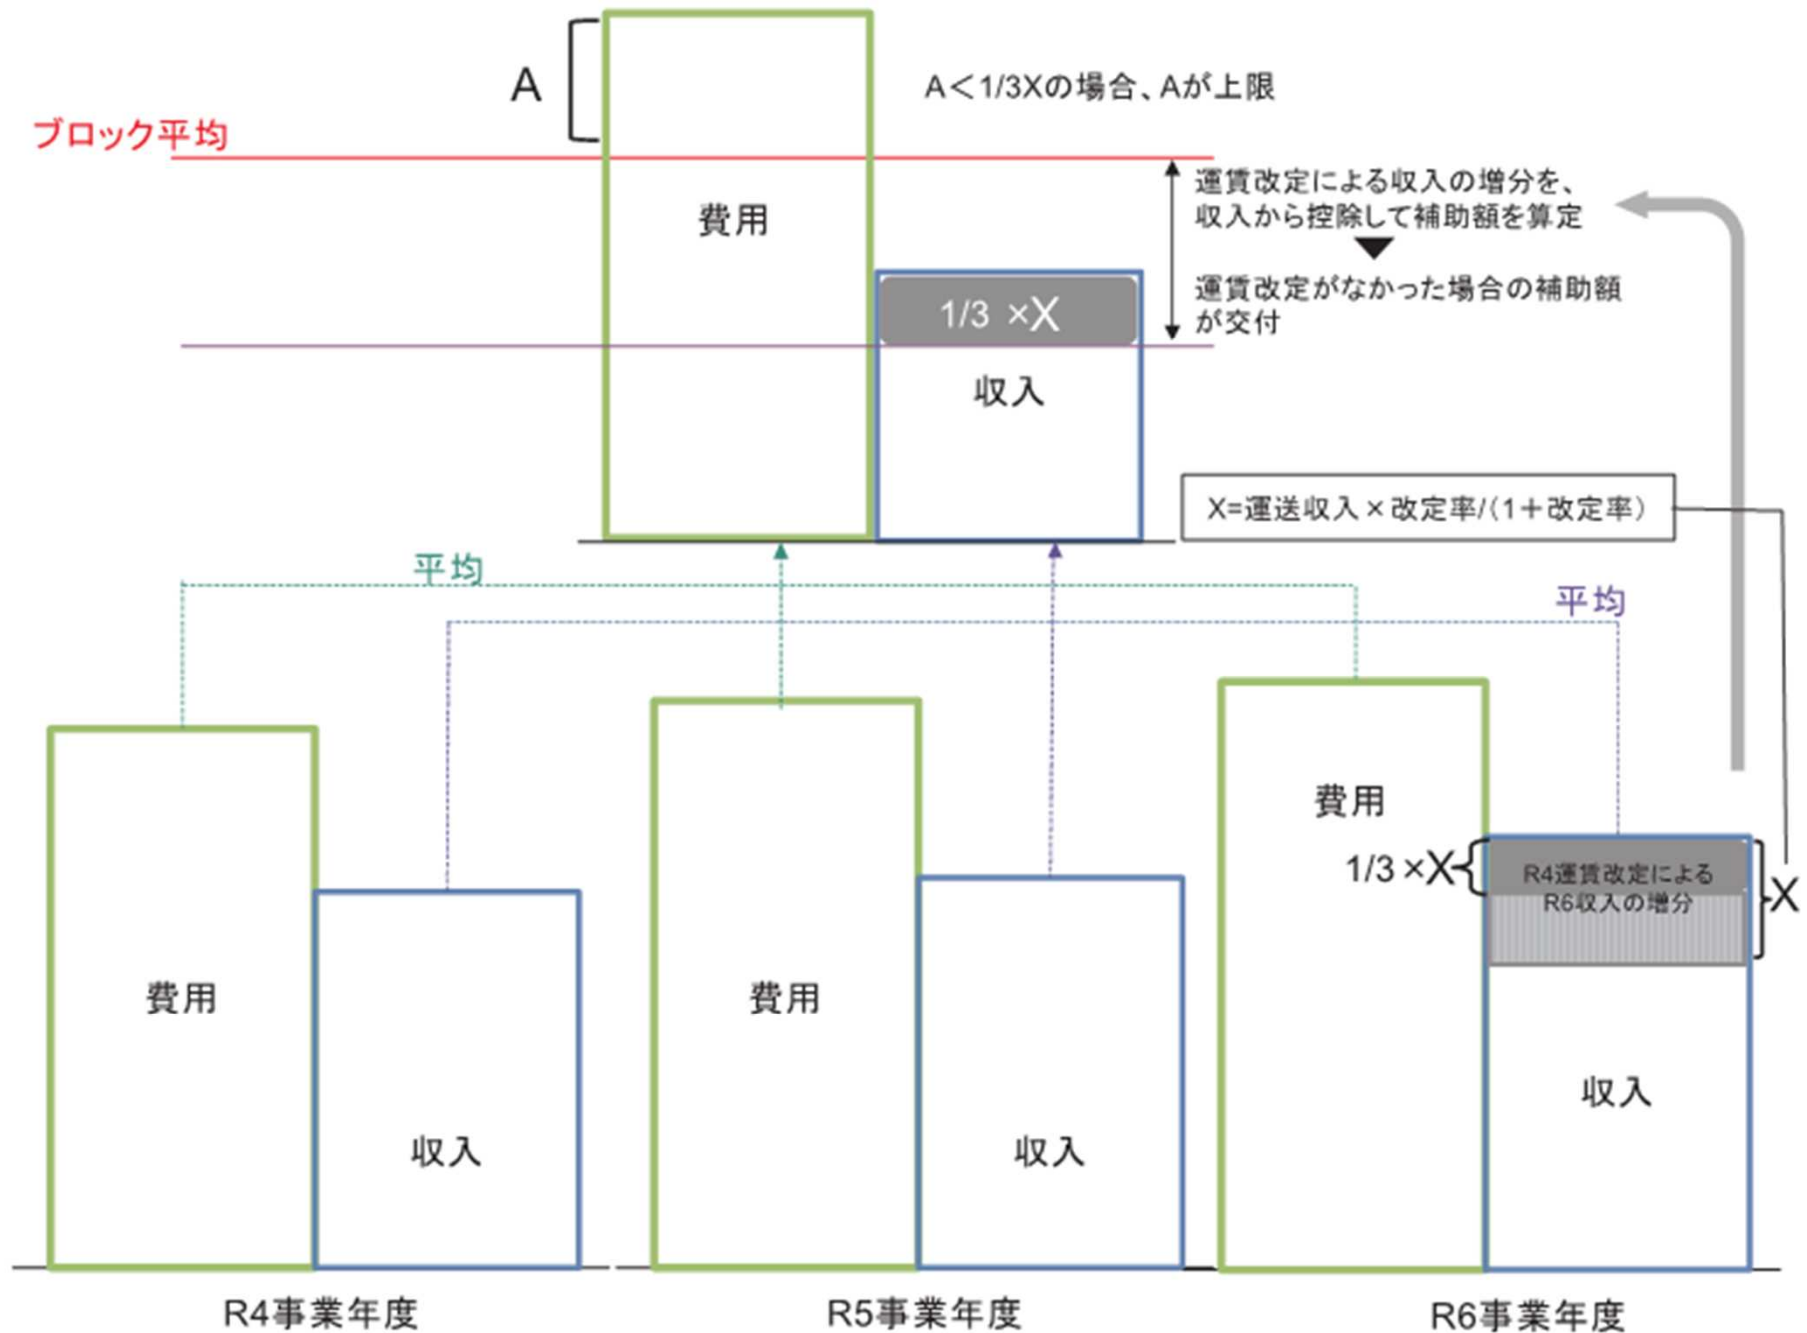 A
A＜1/3Xの場合、Aが上限
ブロック平均
費用
運賃改定による収入の増分を、
収入から控除して補助額を算定
運賃改定がなかった場合の補助額
が交付
1/3 ×X
収入
X=運送収入×改定率/（1＋改定率）
平均
平均
費用
収入
R4事業年度
費用
収入
R5事業年度
費用
1/3 ×X
R4運賃改定による
R6収入の増分
X
収入
R6事業年度